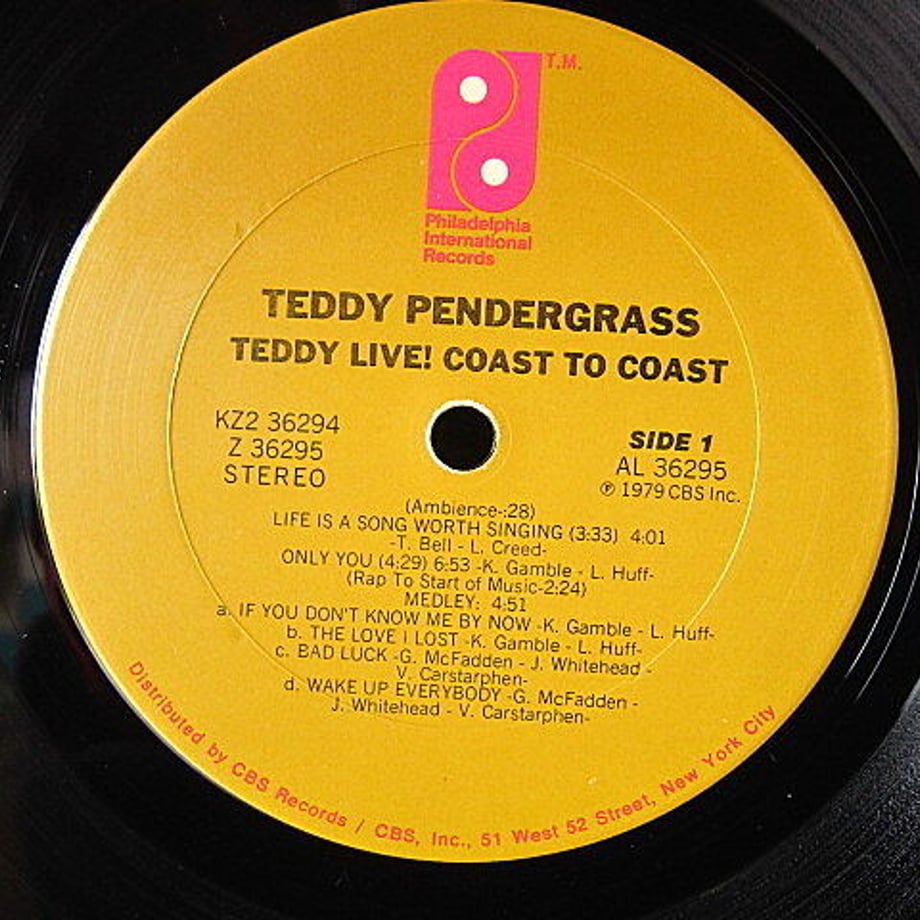 T.M.
Philadelphia
International
Records
TEDDY PENDERGRASS
TEDDY LIVE! COAST TO COAST
KZ2 36294
Z 36295
STEREO
SIDE 1
AL 36295
℗ 1979 CBS Inc.
(Ambience-:28)
LIFE IS A SONG WORTH SINGING (3:33) 4:01
-T. Bell - L. Creed-
ONLY YOU (4:29) 6:53 -K. Gamble - L. Huff-
(Rap To Start of Music-2:24)
MEDLEY: 4:51
a. IF YOU DON'T KNOW ME BY NOW -K. Gamble - L. Huff-
b. THE LOVE I LOST -K. Gamble - L. Huff-
c. BAD LUCK -G. McFadden - J. Whitehead -
V. Carstarphen-
d. WAKE UP EVERYBODY -G. McFadden -
J. Whitehead - V. Carstarphen-
Distributed by CBS Records / CBS, Inc., 51 West 52 Street, New York City